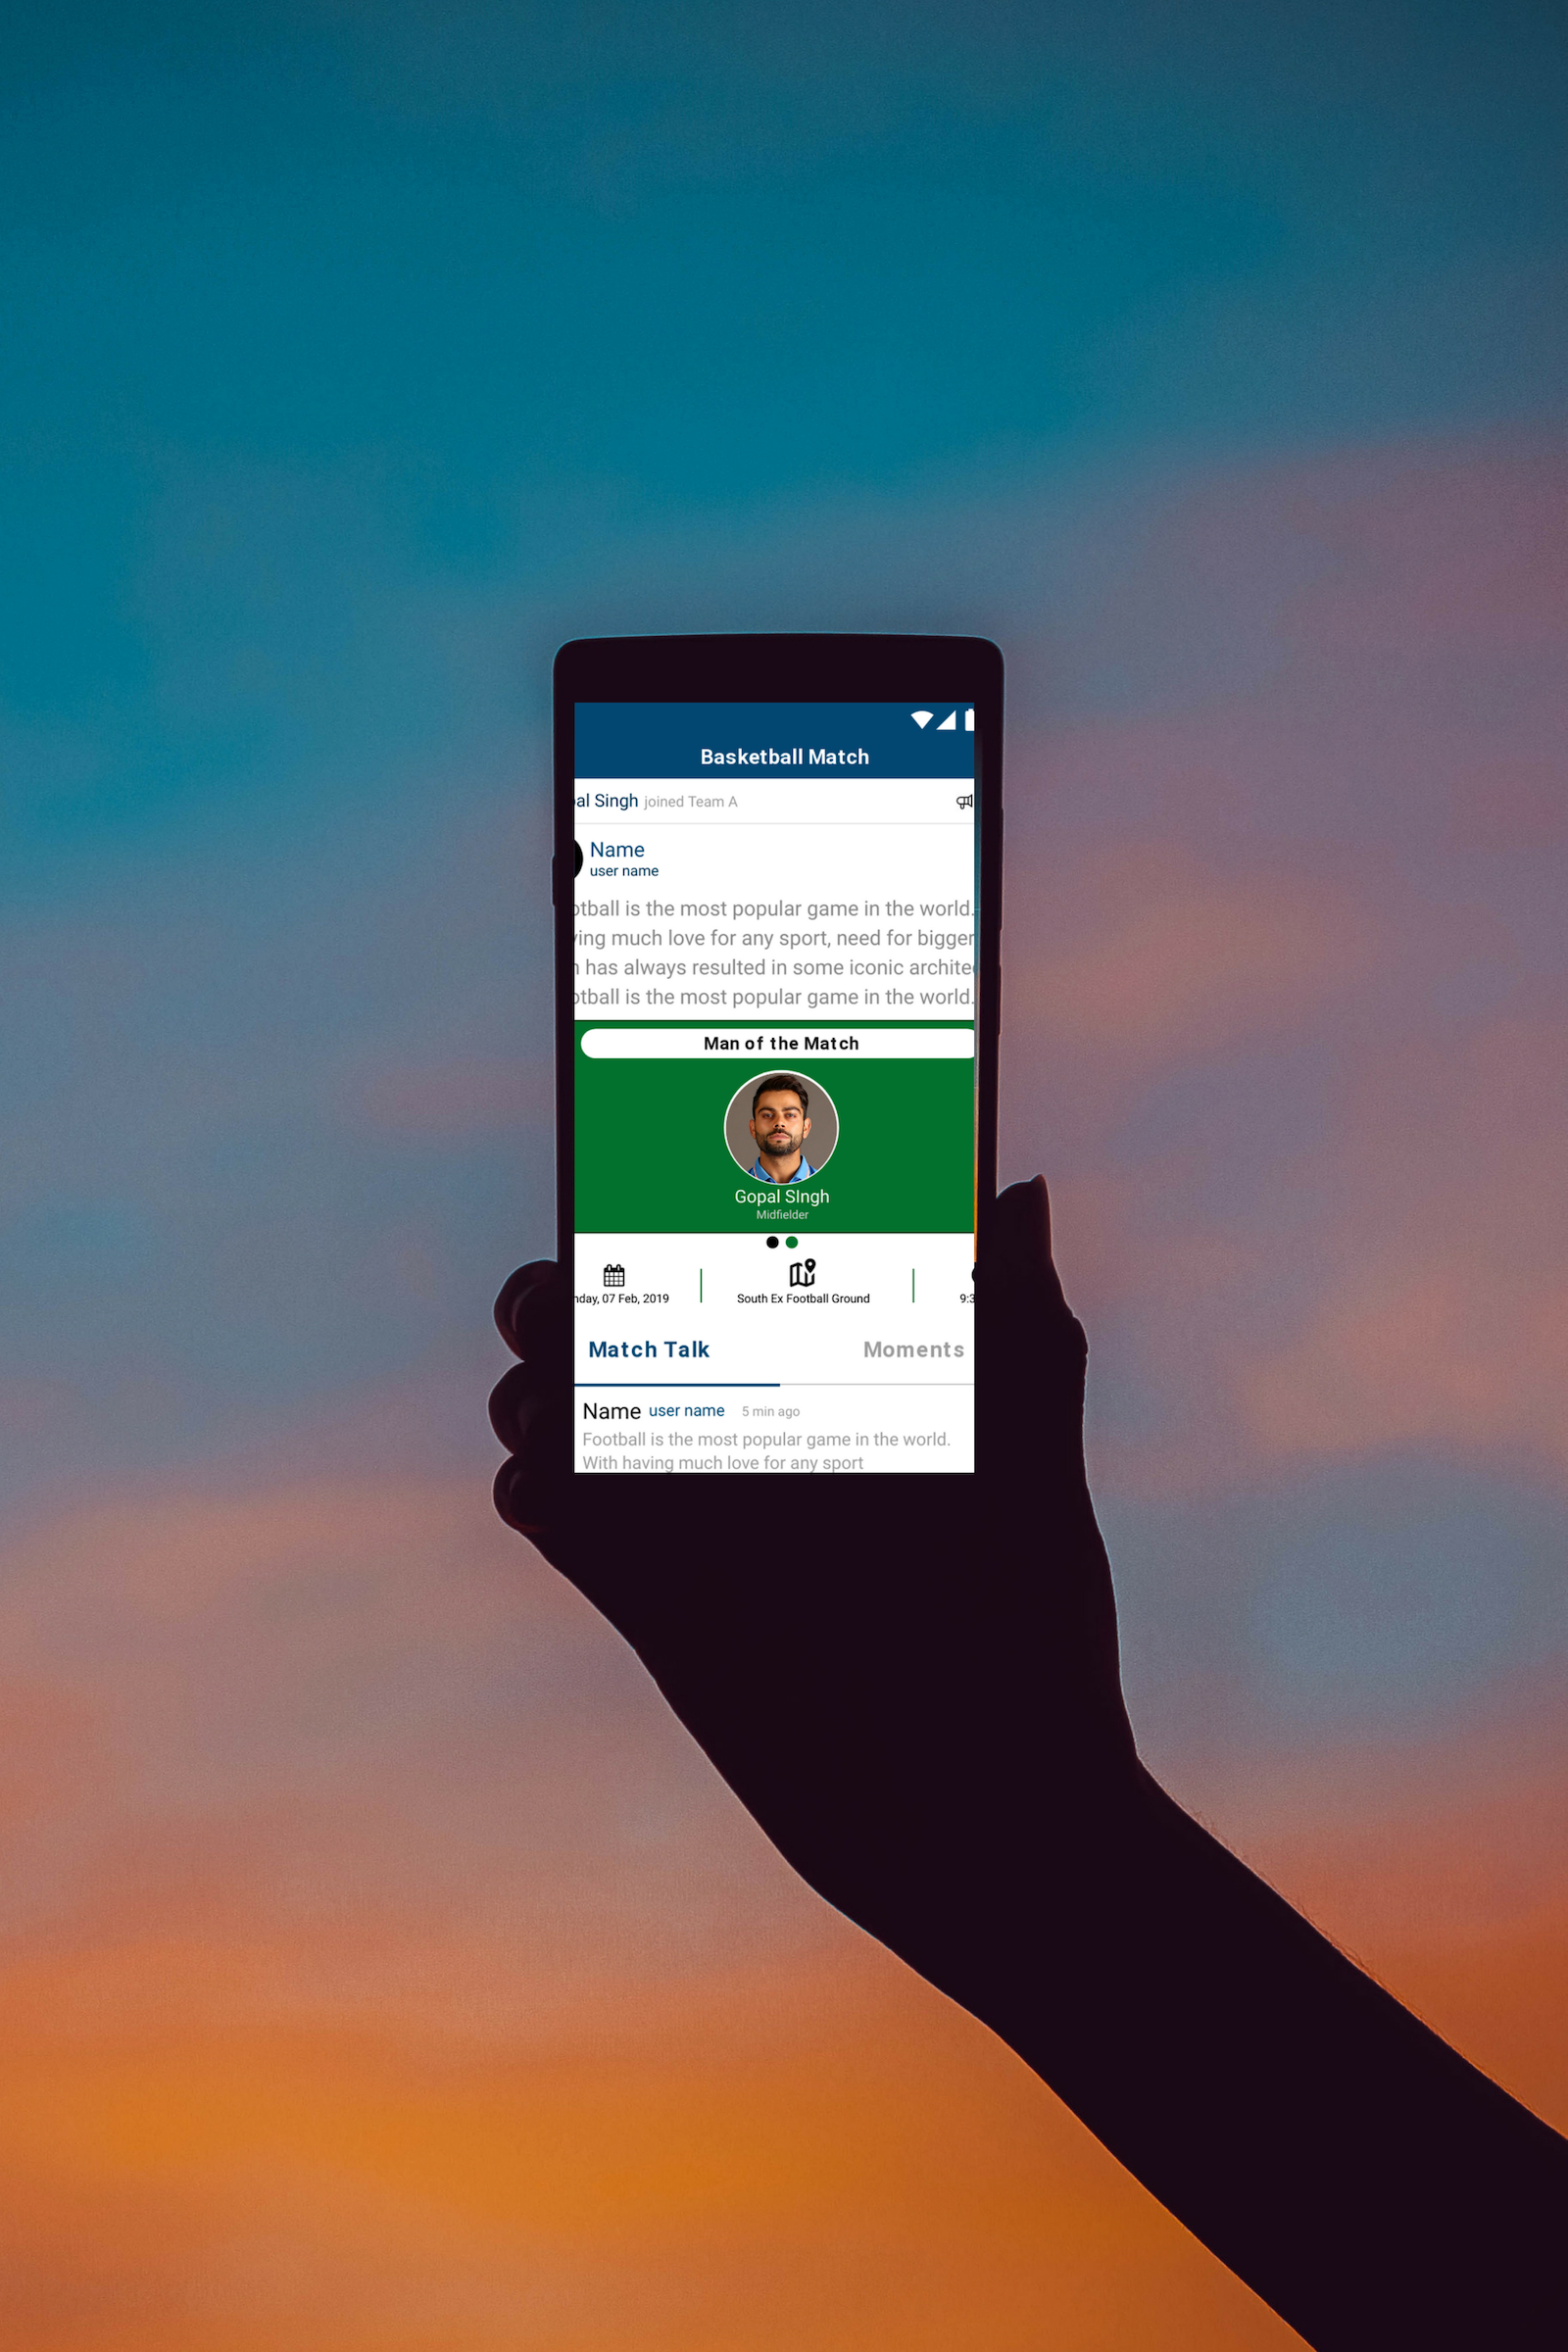 Basketball Match
pal Singh joined Team A
Name
user name
otball is the most popular game in the world.
ving much love for any sport, need for bigger
n has always resulted in some iconic architec
otball is the most popular game in the world.
Man of the Match
Gopal SIngh
Midfielder
nday, 07 Feb, 2019
South Ex Football Ground
9:3
Match Talk
Moments
Name user name 5 min ago
Football is the most popular game in the world.
With having much love for any sport